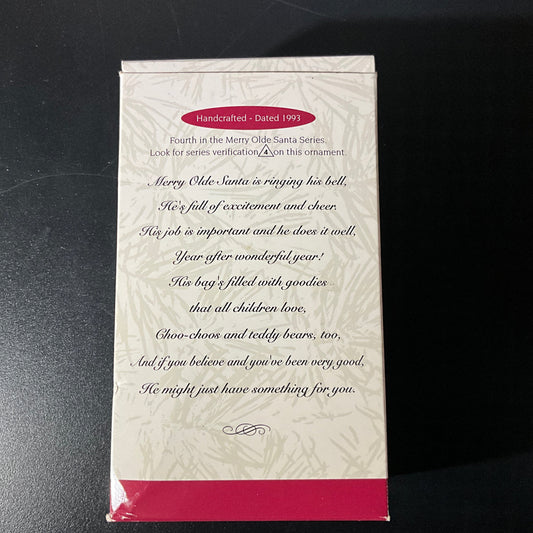 Handcrafted - Dated 1993
Fourth in the Merry Olde Santa Series.
Look for series verification 4 on this ornament.
Merry Olde Santa is ringing his bell,
He's full of excitement and cheer.
His job is important and he does it well,
Year after wonderful year!
His bag's filled with goodies
that all children love,
Choo-choos and teddy bears, too,
And if you believe and you've been very good,
He might just have something for you.